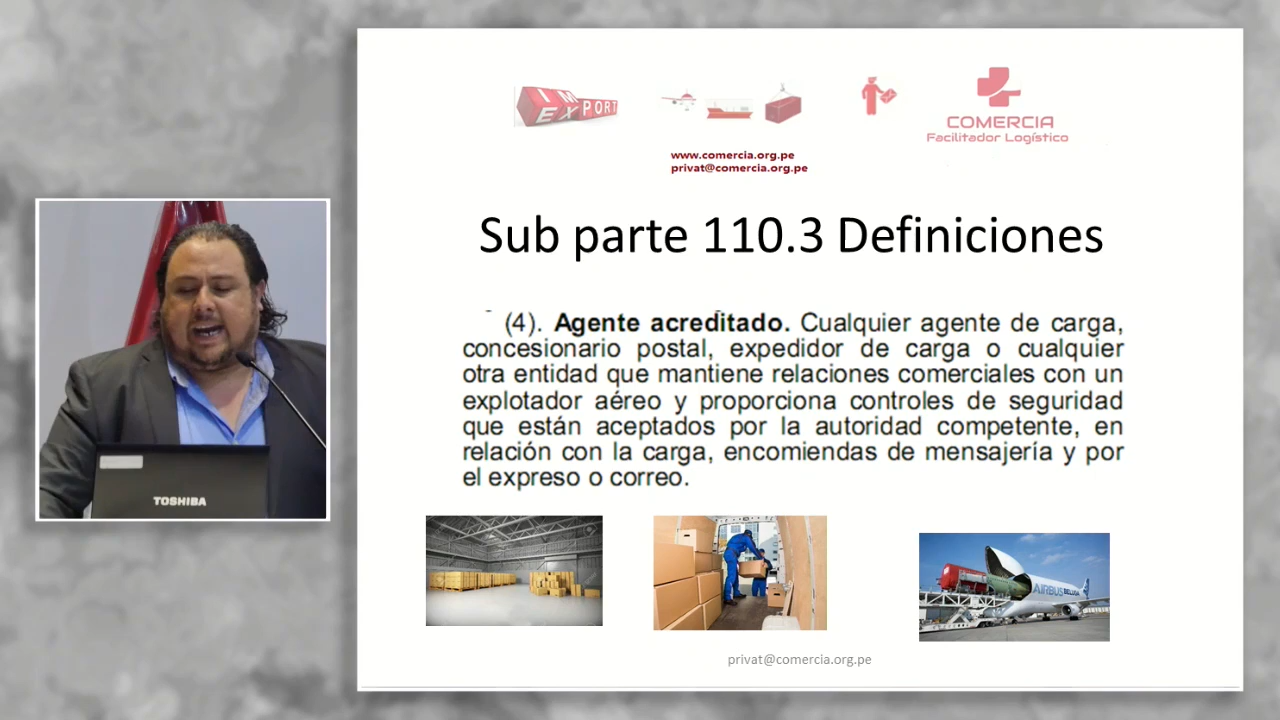 IM
EXPORT
COMERCIA
Facilitador Logístico
www.comercia.org.pe
privat@comercia.org.pe
Sub parte 110.3 Definiciones
(4). Agente acreditado. Cualquier agente de carga,
concesionario postal, expedidor de carga o cualquier
otra entidad que mantiene relaciones comerciales con un
explotador aéreo y proporciona controles de seguridad
que están aceptados por la autoridad competente, en
relación con la carga, encomiendas de mensajería y por
el expreso o correo.
AIRBUS BELUGA
TOSHIBA
privat@comercia.org.pe